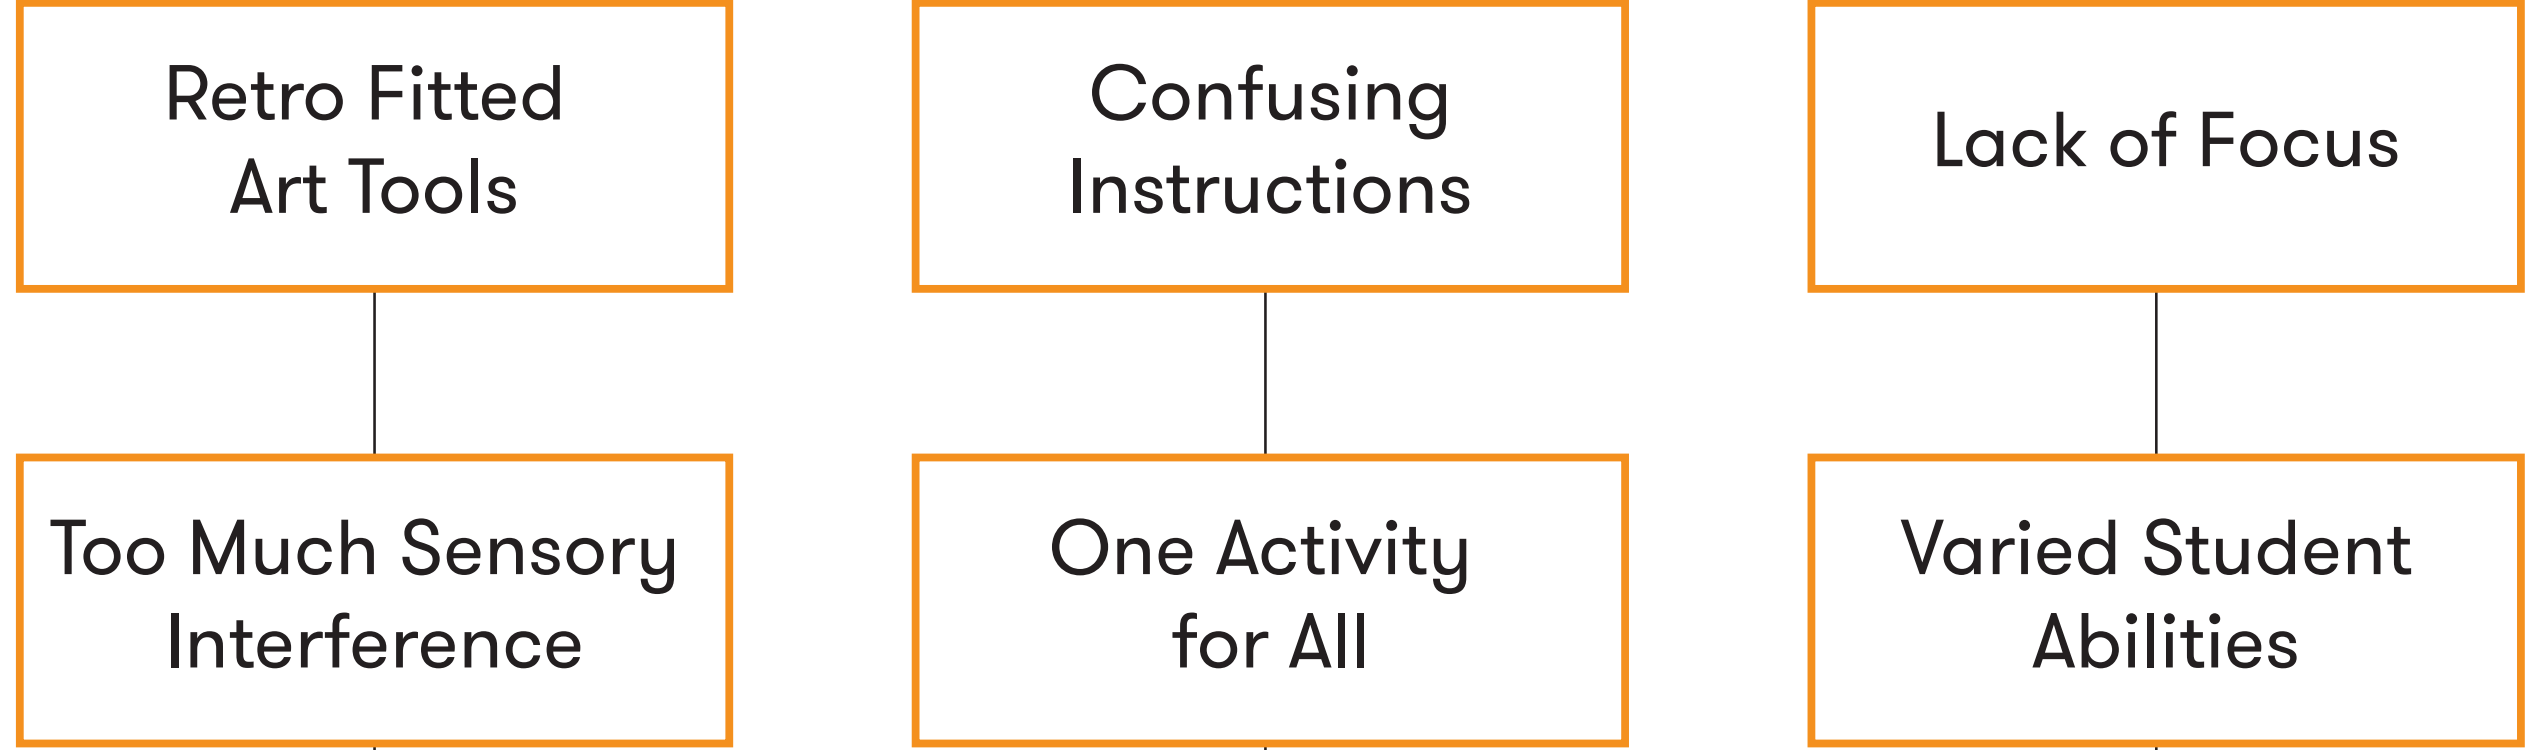 Retro Fitted
Art Tools
Confusing
Instructions
Lack of Focus
Too Much Sensory
Interference
One Activity
for All
Varied Student
Abilities